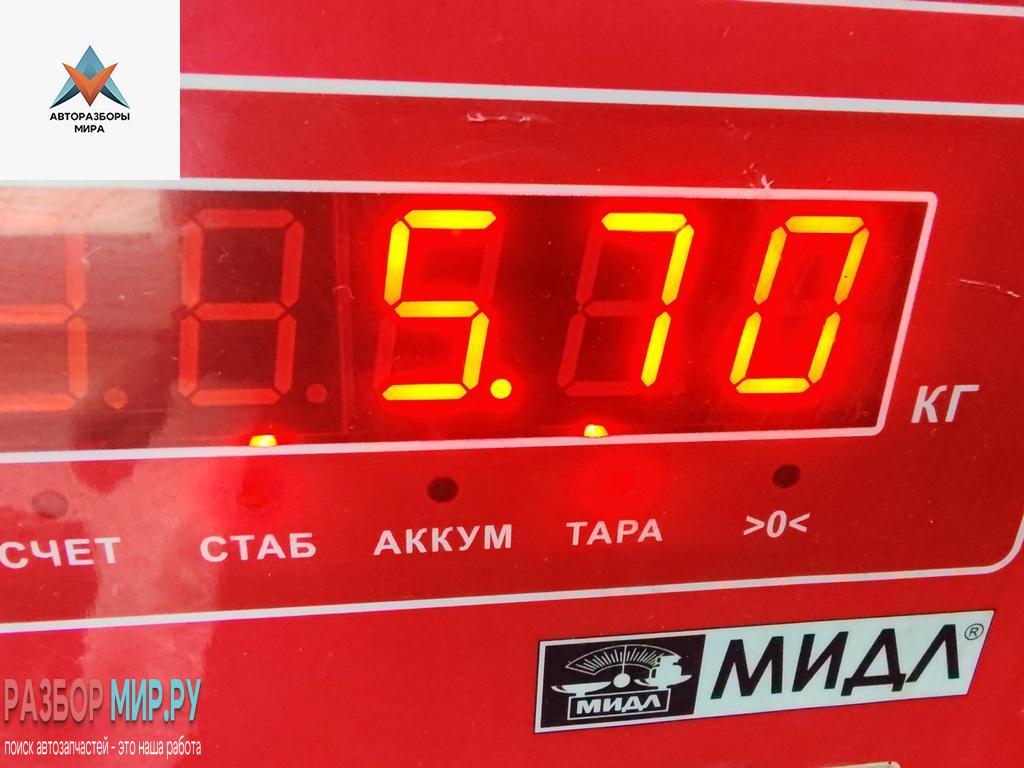 АВТОРАЗБОРЫ
МИРА
5.70
КГ
СЧЕТ СТАБ АККУМ ТАРА >0<
МИДЛ МИДЛ®
РАЗБОР МИР.РУ
поиск автозапчастей - это наша работа